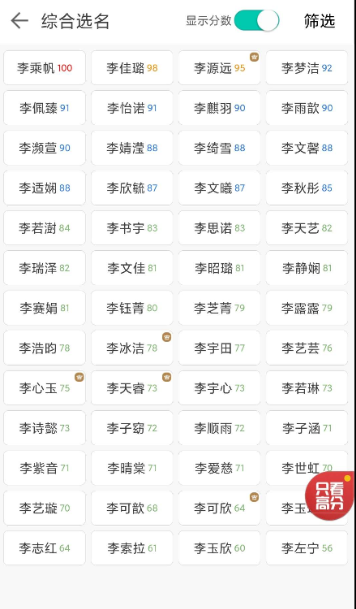 综合选名 显示分数 筛选
李乘帆 100 李佳璐 98 李源远 95 李梦洁 92
李佩臻 91 李怡诺 91 李麒羽 90 李雨歆 90
李濒萱 90 李婧滢 88 李绮雪 88 李文馨 88
李适娴 88 李欣毓 87 李文曦 87 李秋彤 85
李若澍 84 李书宇 83 李思诺 83 李天艺 82
李瑞泽 82 李文佳 81 李昭璐 81 李静娴 81
李赛娟 81 李钰菁 80 李芝菁 79 李露露 79
李浩昀 78 李冰洁 78 李宇田 77 李艺芸 76
李心玉 75 李天睿 73 李宇心 73 李若琳 73
李诗懿 73 李子窈 72 李顺雨 72 李子涵 71
李紫音 71 李晴棠 71 李爱慈 71 李世虹 70
李艺璇 70 李可歆 68 李可欣 64 李玉
只看
高分
李志红 64 李索拉 61 李玉欣 60 李左宁 56